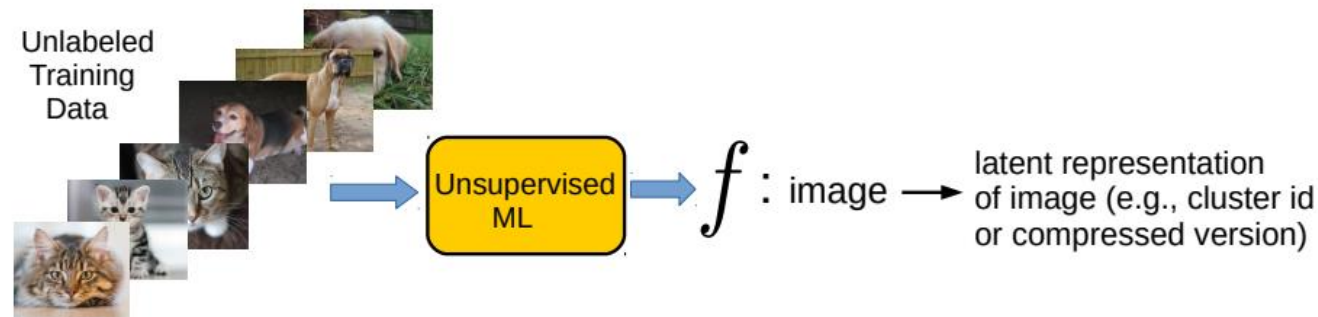 Unlabeled
Training
Data
Unsupervised
ML
f : image → latent representation
of image (e.g., cluster id
or compressed version)